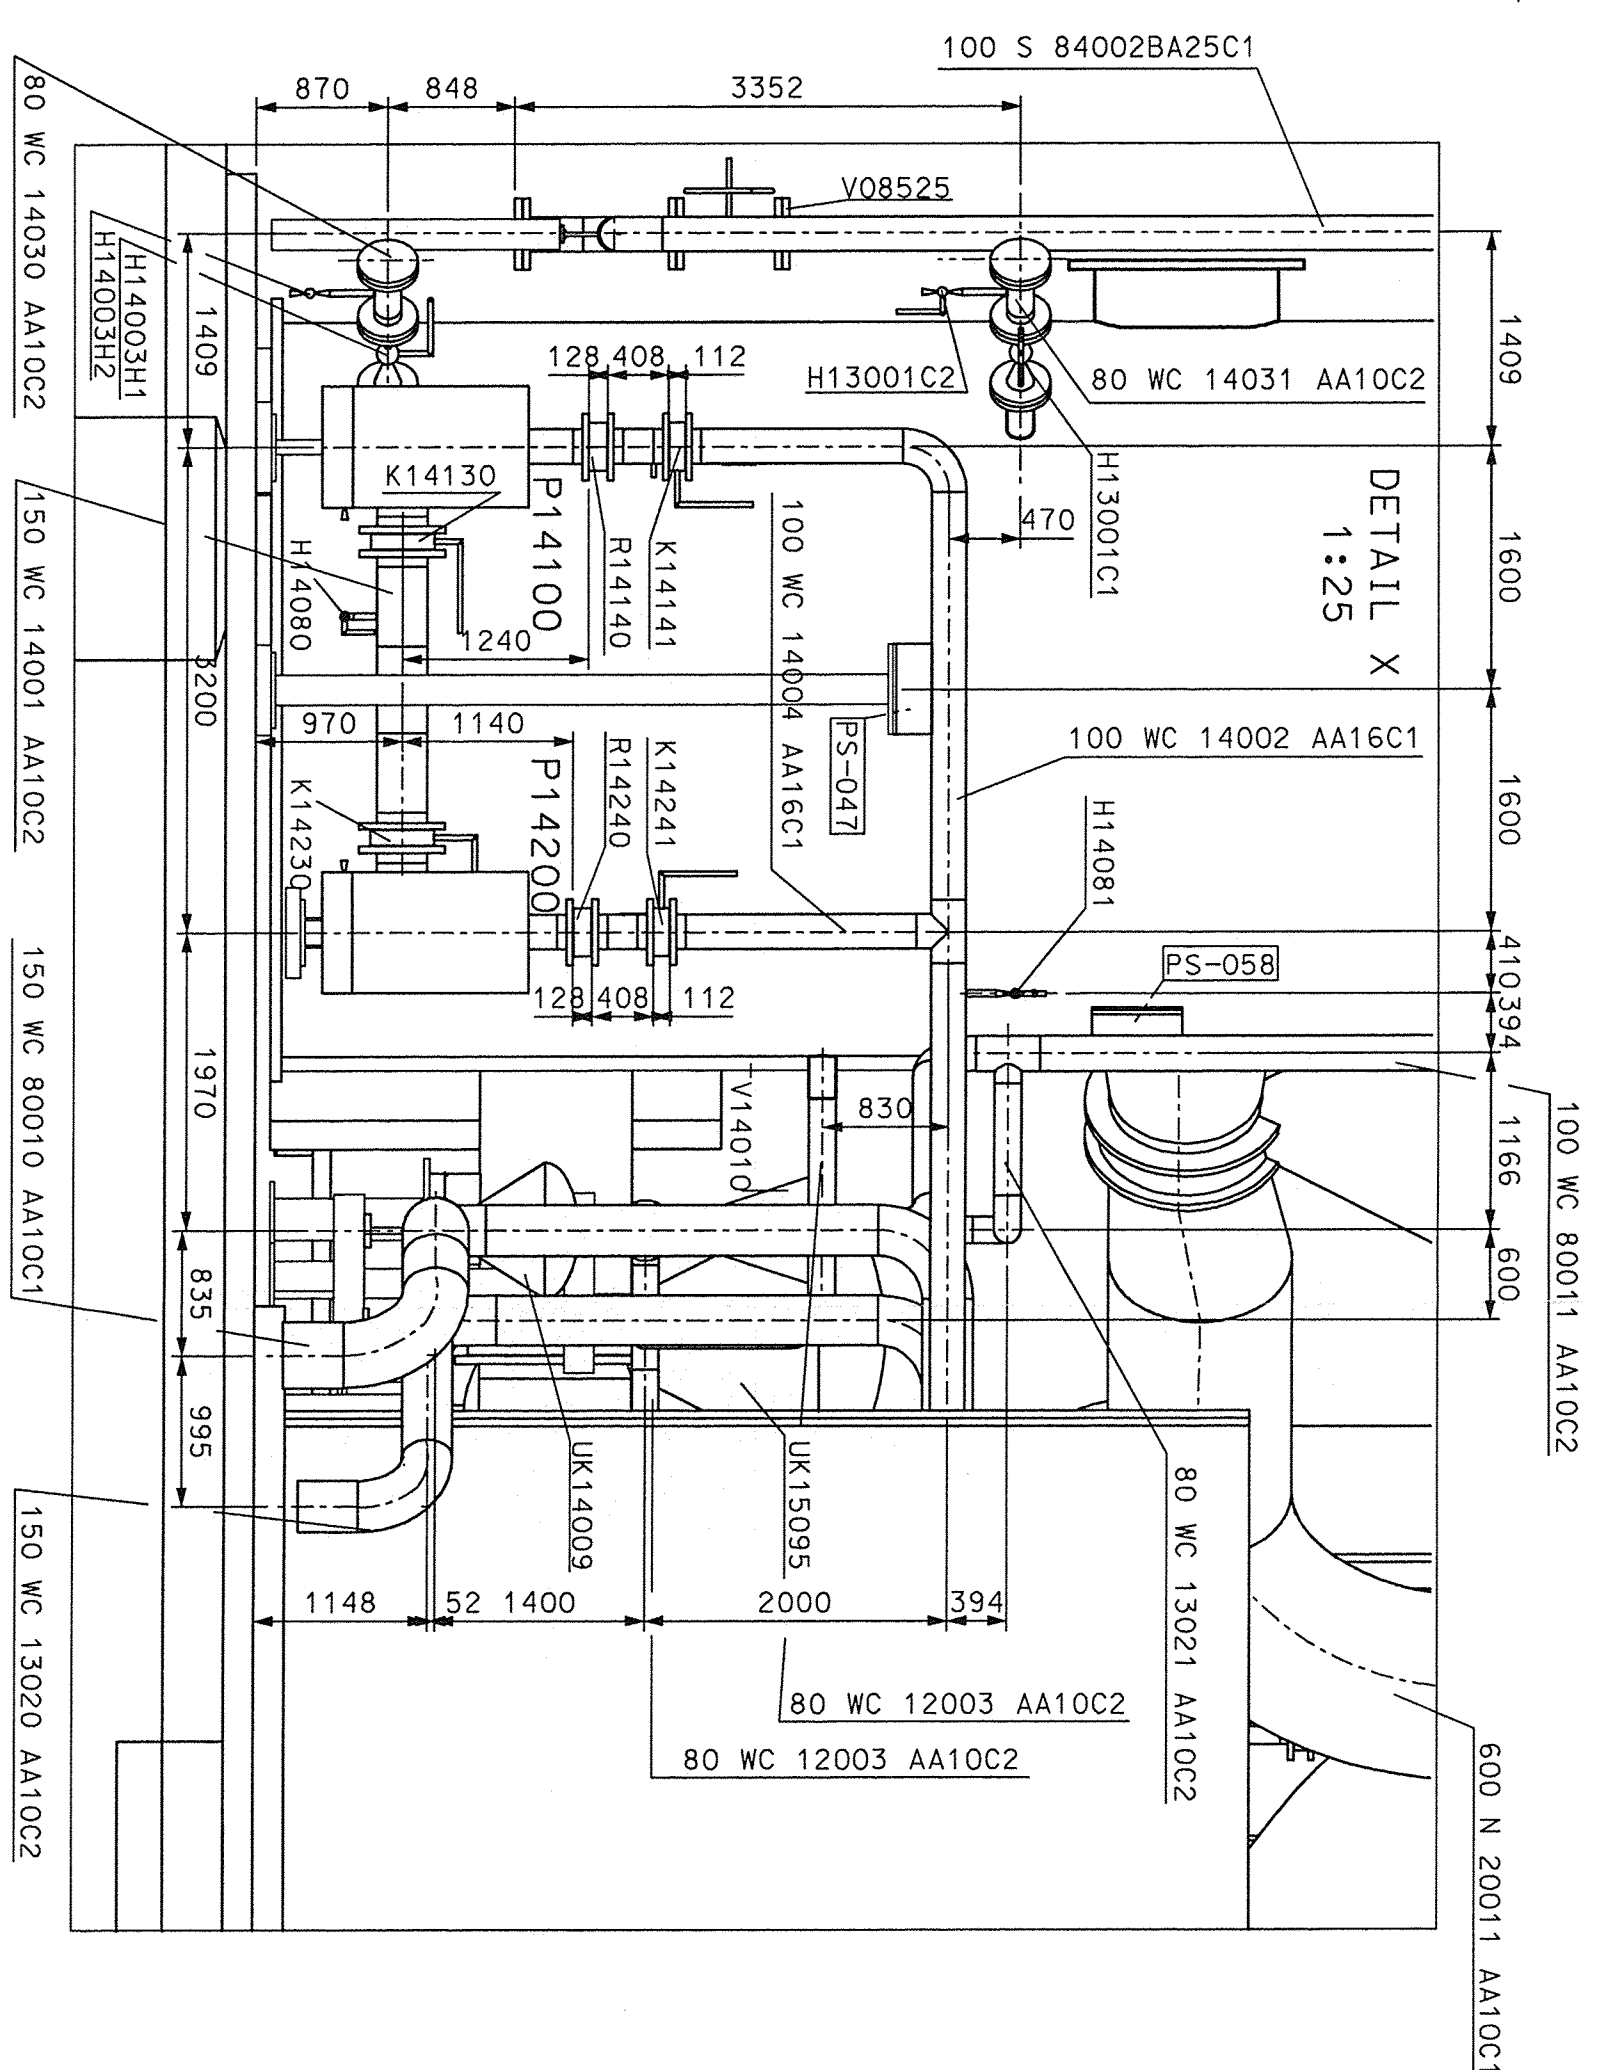 100 S 84002BA25C1
870
848
3352
V08525
80 WC 14030 AA10C2
H14003H1
H14003H2
1409
1409
128
408
112
H13001C2
80 WC 14031 AA10C2
H13001C1
DETAIL X
1:25
K14130
P14100
R14140
K14141
470
1600
H14080
1240
100 WC 14004 AA16C1
150 WC 14001 AA10C2
3200
970
1140
PS-047
100 WC 14002 AA16C1
1600
P14200
R14240
K14241
K14230
H14081
410
PS-058
394
128
408
112
150 WC 80010 AA10C1
1970
V14010
830
1166
100 WC 80011 AA10C2
835
600
995
UK14009
UK15095
80 WC 13021 AA10C2
150 WC 13020 AA10C2
1148
52
1400
2000
394
80 WC 12003 AA10C2
80 WC 12003 AA10C2
600 N 20011 AA10C1